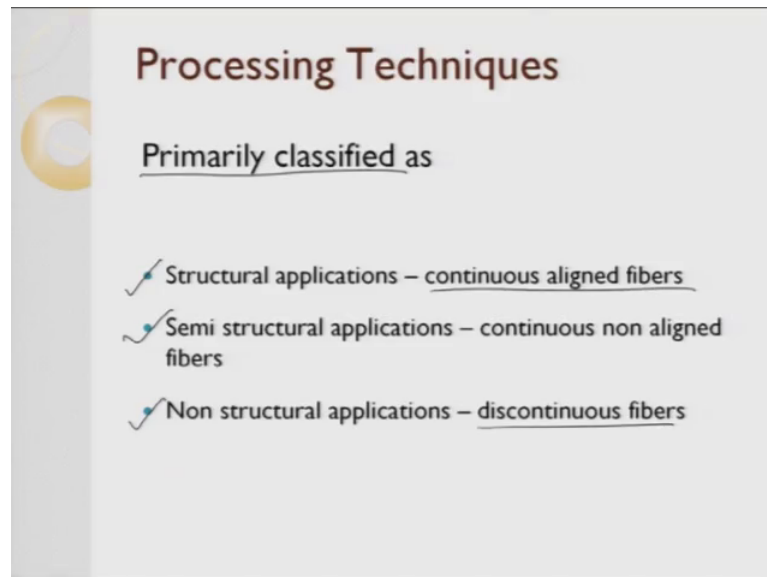 Processing Techniques
Primarily classified as
Structural applications – continuous aligned fibers
Semi structural applications – continuous non aligned
fibers
Non structural applications – discontinuous fibers